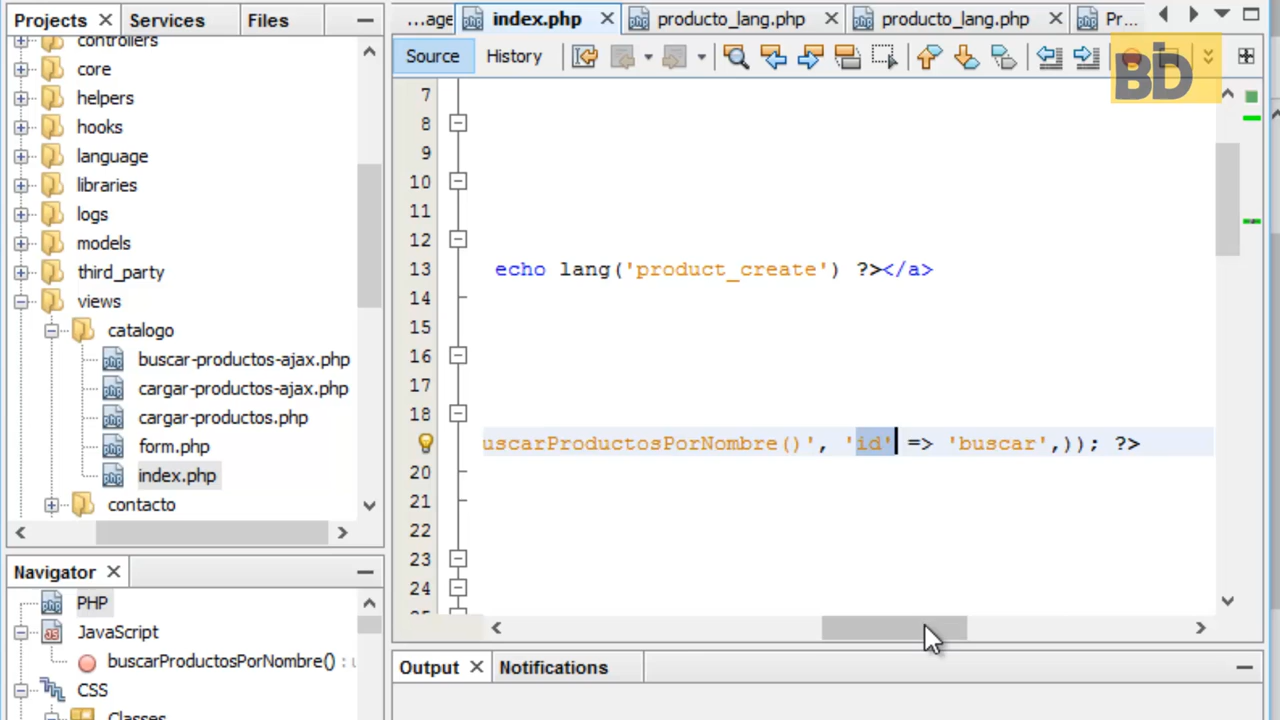 Projects
Services
Files
controllers
core
helpers
hooks
language
libraries
logs
models
third_party
views
catalogo
buscar-productos-ajax.php
cargar-productos-ajax.php
cargar-productos.php
form.php
index.php
contacto
Navigator
PHP
JavaScript
buscarProductosPorNombre() : u
CSS
Classes
...age
index.php
producto_lang.php
producto_lang.php
Pr...
Source
History
BD
7
8
9
10
11
12
13 echo lang('product_create') ?></a>
14
15
16
17
18
uscarProductosPorNombre()', 'id' => 'buscar',)); ?>
20
21
22
23
24
25
Output
Notifications